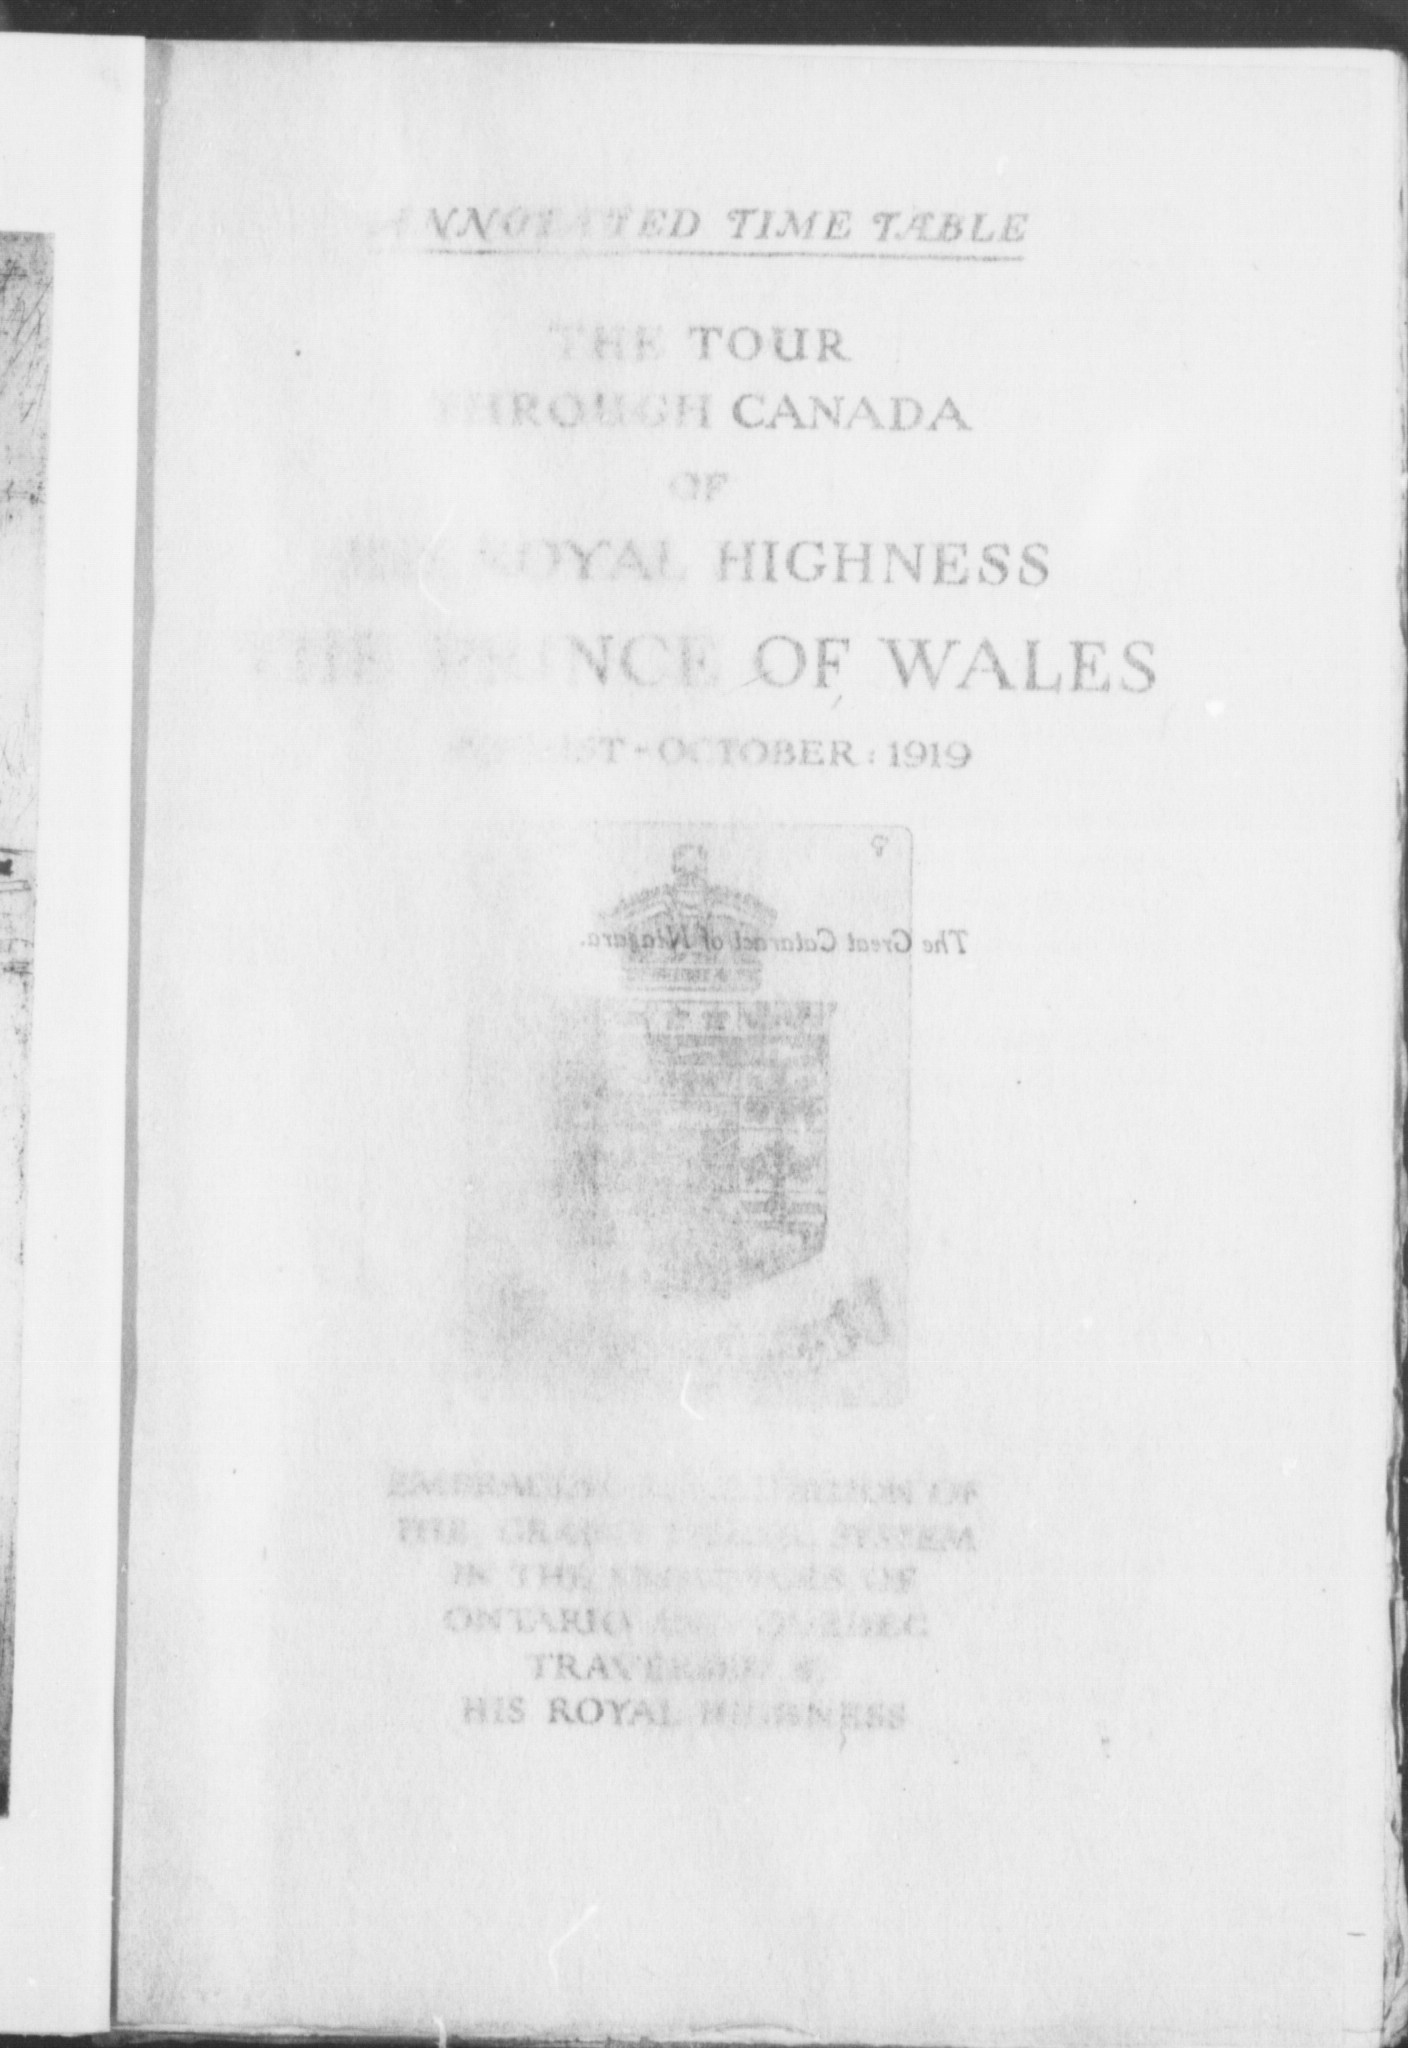 ANNOTATED TIME TABLE
THE TOUR
THROUGH CANADA
OF
HIS ROYAL HIGHNESS
THE PRINCE OF WALES
AUGUST-OCTOBER: 1919
The Great Cataract of Niagara.
EMBRACING OF
THE GRAND TRUNK SYSTEM
IN THE PROVINCES OF
ONTARIO AND QUEBEC
TRAVERSED
HIS ROYAL HIGHNESS